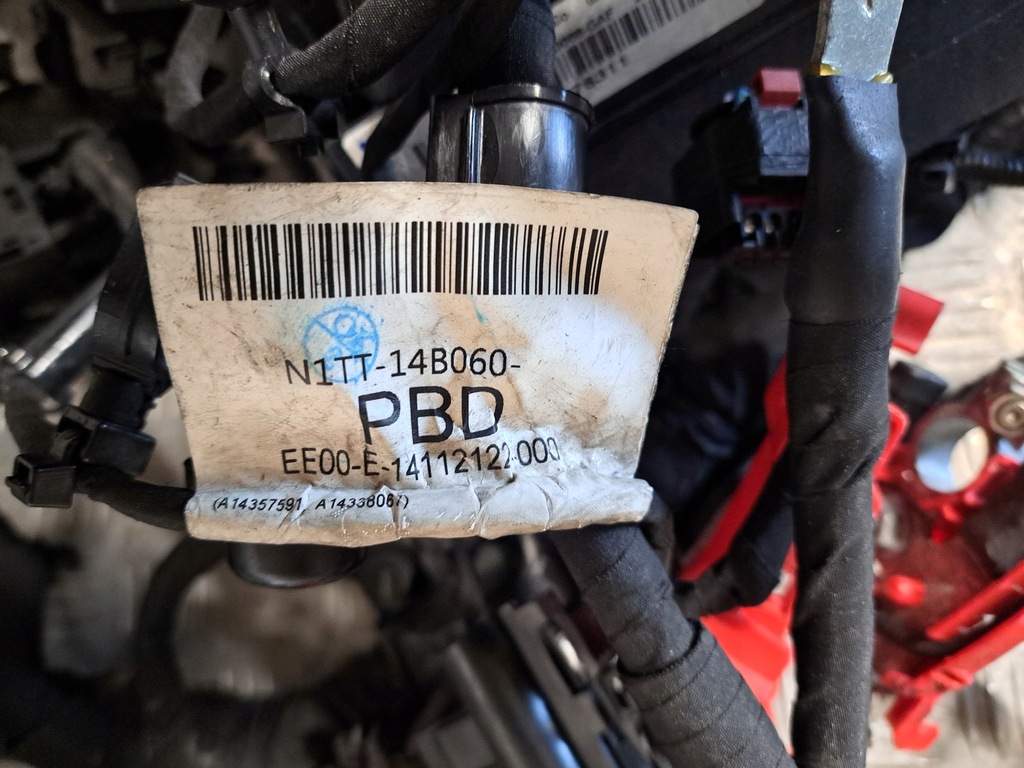 N1TT-14B060-
PBD
EE00-E-14112122-000
(A14357591 A14338067)